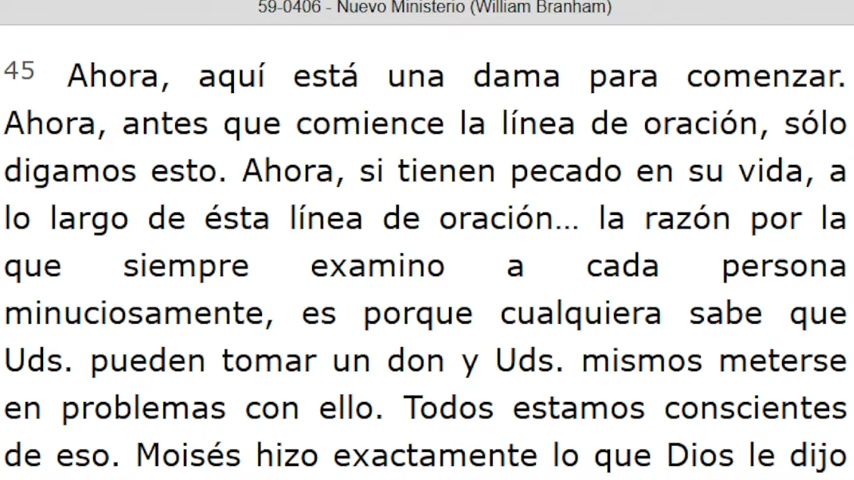 59-0406 - Nuevo Ministerio (William Branham)
45 Ahora, aquí está una dama para comenzar.
Ahora, antes que comience la línea de oración, sólo
digamos esto. Ahora, si tienen pecado en su vida, a
lo largo de ésta línea de oración... la razón por la
que siempre examino a cada persona
minuciosamente, es porque cualquiera sabe que
Uds. pueden tomar un don y Uds. mismos meterse
en problemas con ello. Todos estamos conscientes
de eso. Moisés hizo exactamente lo que Dios le dijo